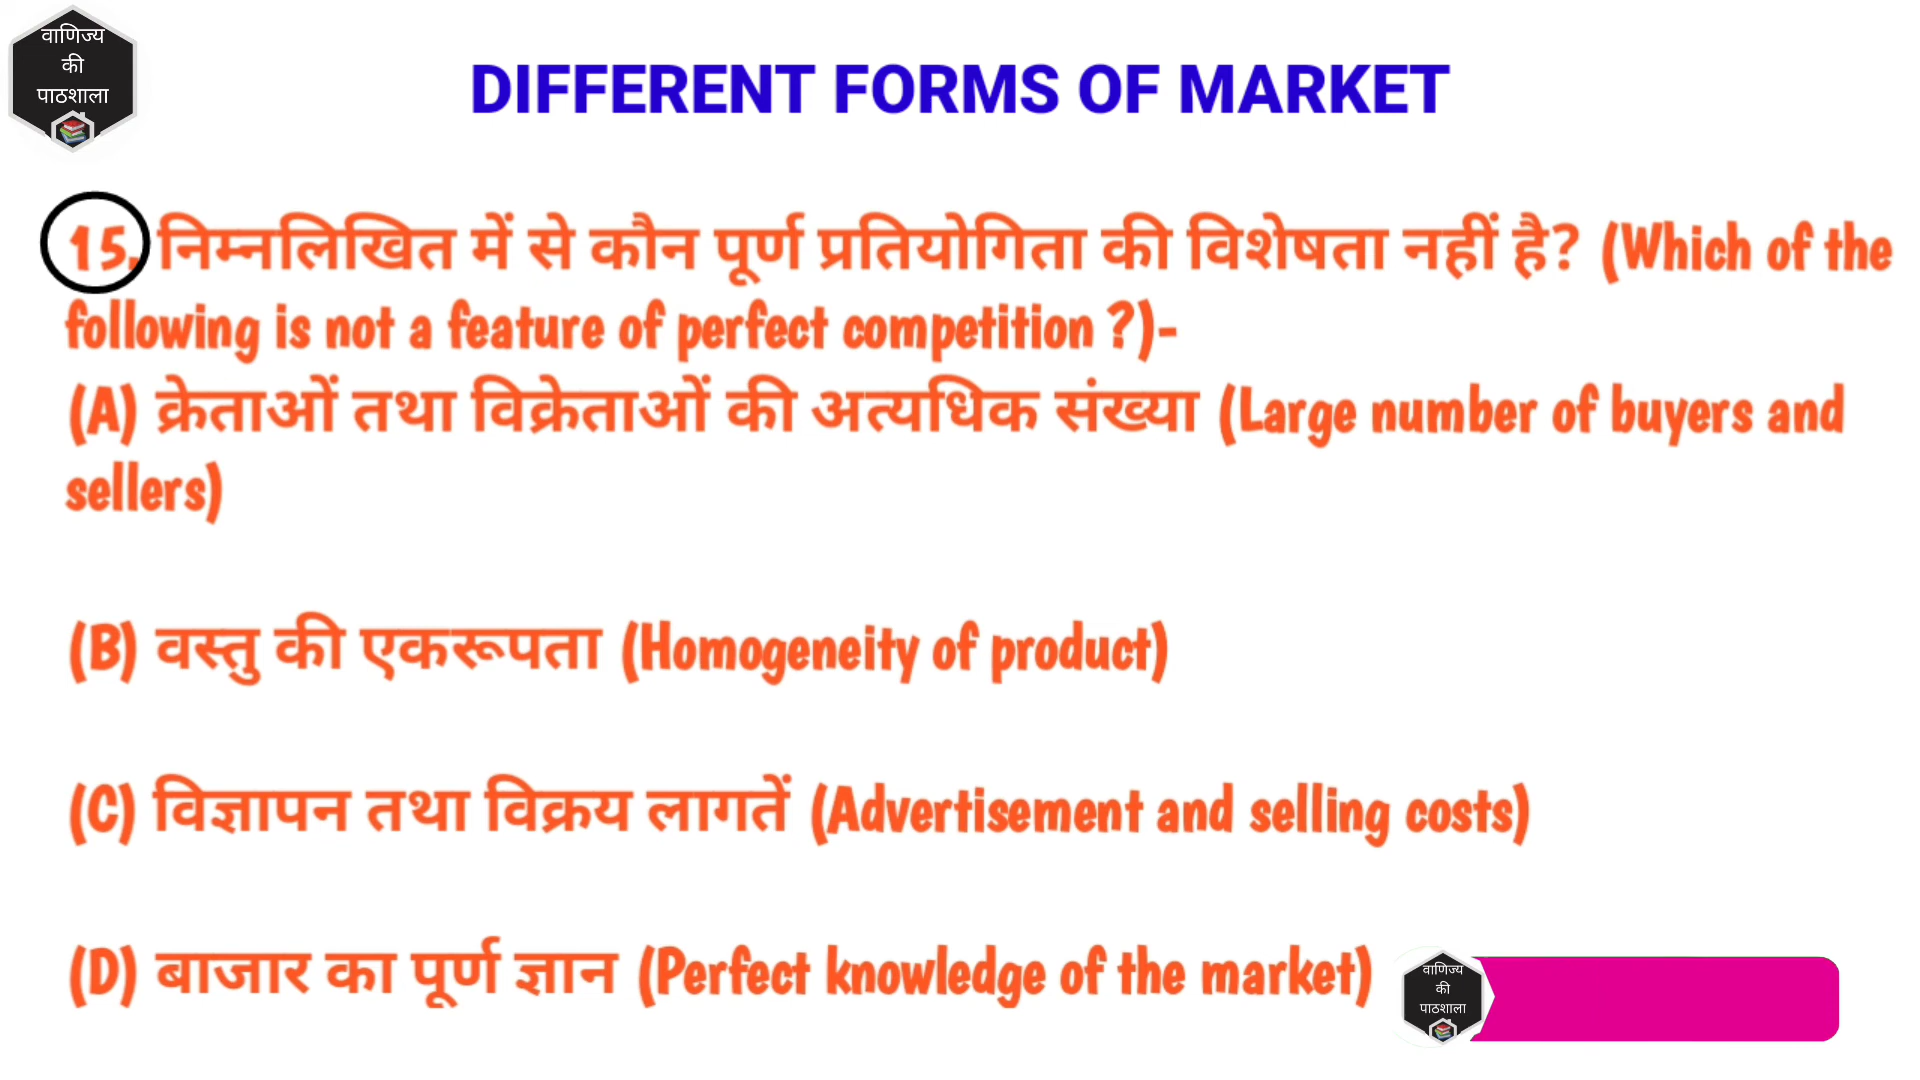 वाणिज्य
की
पाठशाला
DIFFERENT FORMS OF MARKET
15. निम्नलिखित में से कौन पूर्ण प्रतियोगिता की विशेषता नहीं है? (Which of the
following is not a feature of perfect competition ?)-
(A) क्रेताओं तथा विक्रेताओं की अत्यधिक संख्या (Large number of buyers and
sellers)
(B) वस्तु की एकरूपता (Homogeneity of product)
(C) विज्ञापन तथा विक्रय लागतें (Advertisement and selling costs)
(D) बाजार का पूर्ण ज्ञान (Perfect knowledge of the market)
वाणिज्य
की
पाठशाला